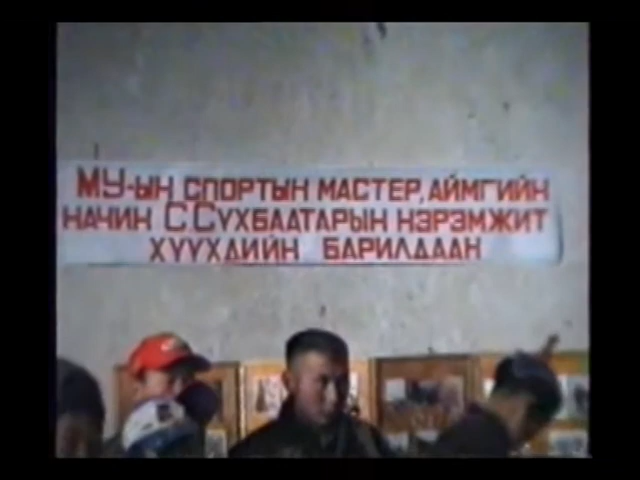 МУ-ЫН СПОРТЫН МАСТЕР, АЙМГИЙН
НАЧИН С СҮХБААТАРЫН НЭРЭМЖИТ
ХҮҮХДИЙН БАРИЛДААН